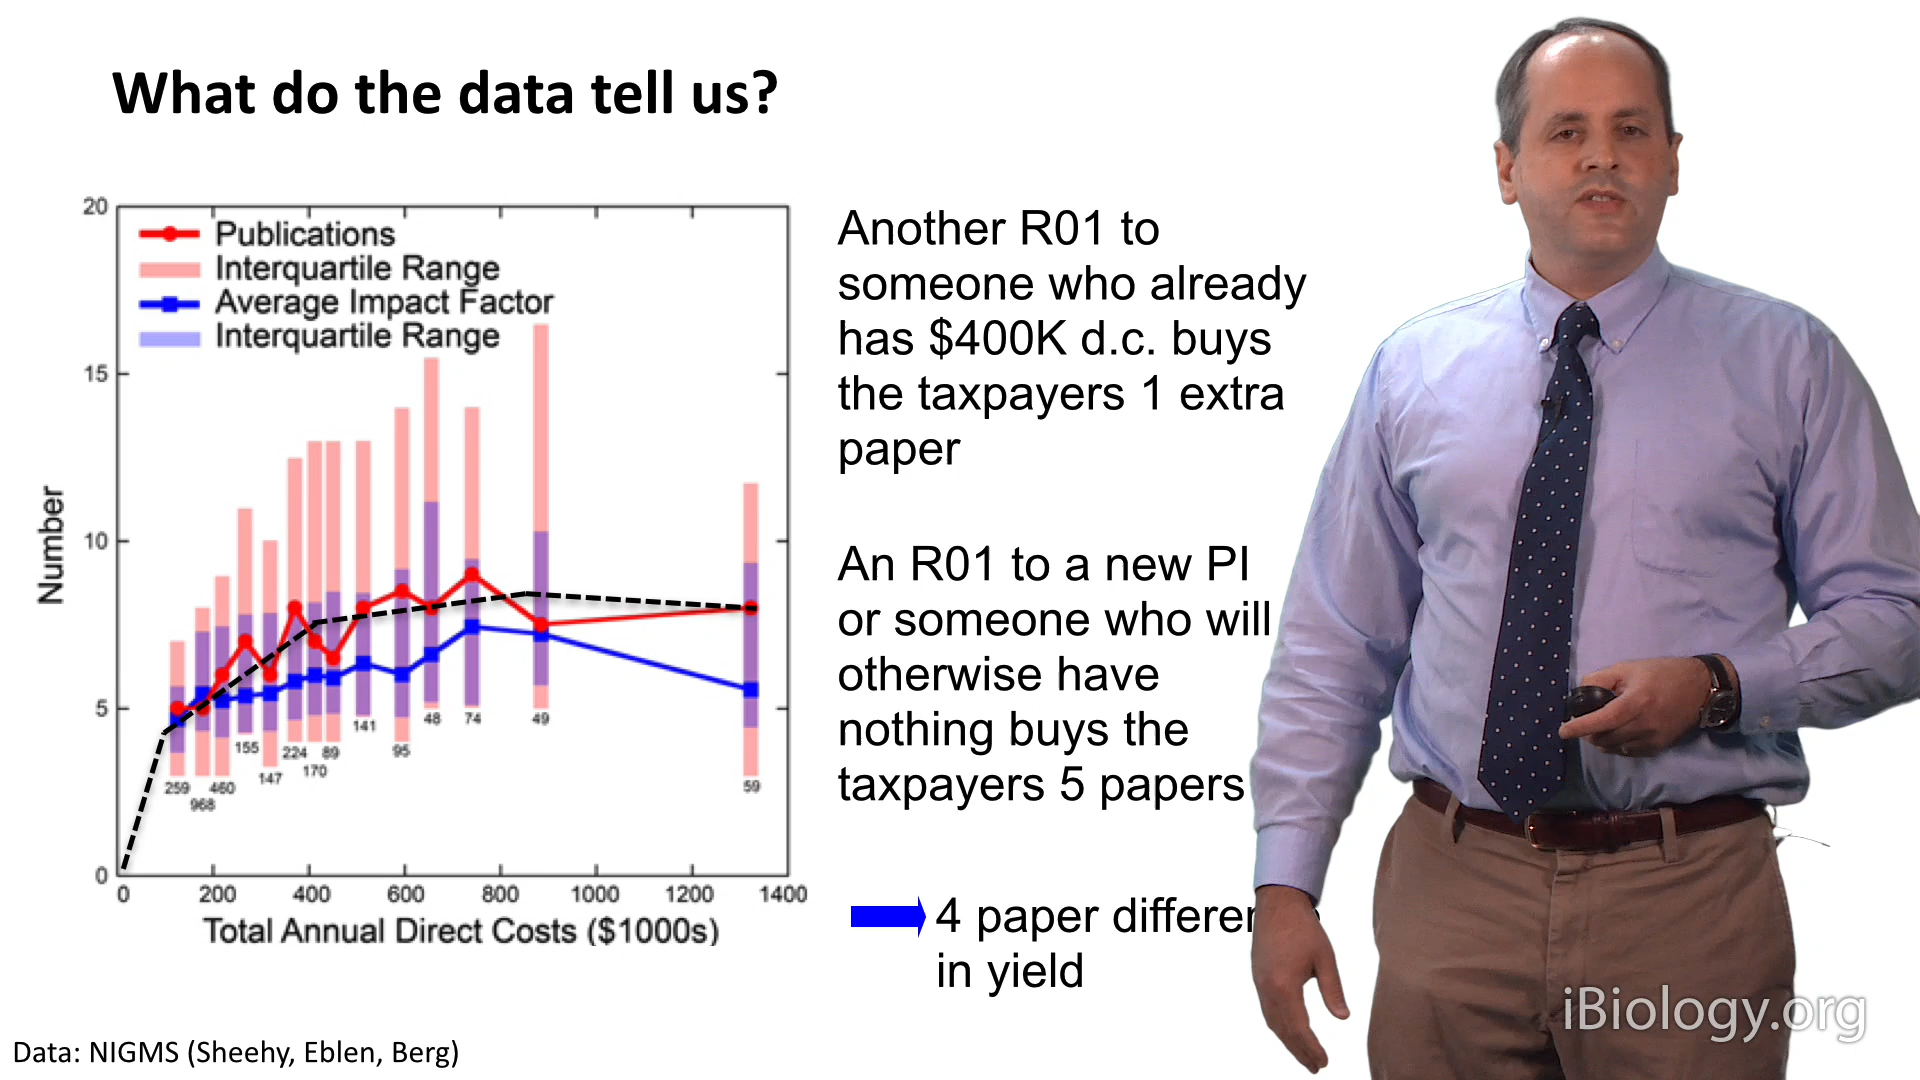 What do the data tell us?
20
15
10
5
0
Number
Publications
Interquartile Range
Average Impact Factor
Interquartile Range
259
968
460
155
147
224
170
89
141
95
48
74
49
59
0 200 400 600 800 1000 1200 1400
Total Annual Direct Costs ($1000s)
Another R01 to
someone who already
has $400K d.c. buys
the taxpayers 1 extra
paper
An R01 to a new PI
or someone who will
otherwise have
nothing buys the
taxpayers 5 papers
4 paper
in yield
Data: NIGMS (Sheehy, Eblen, Berg)
iBiology.org